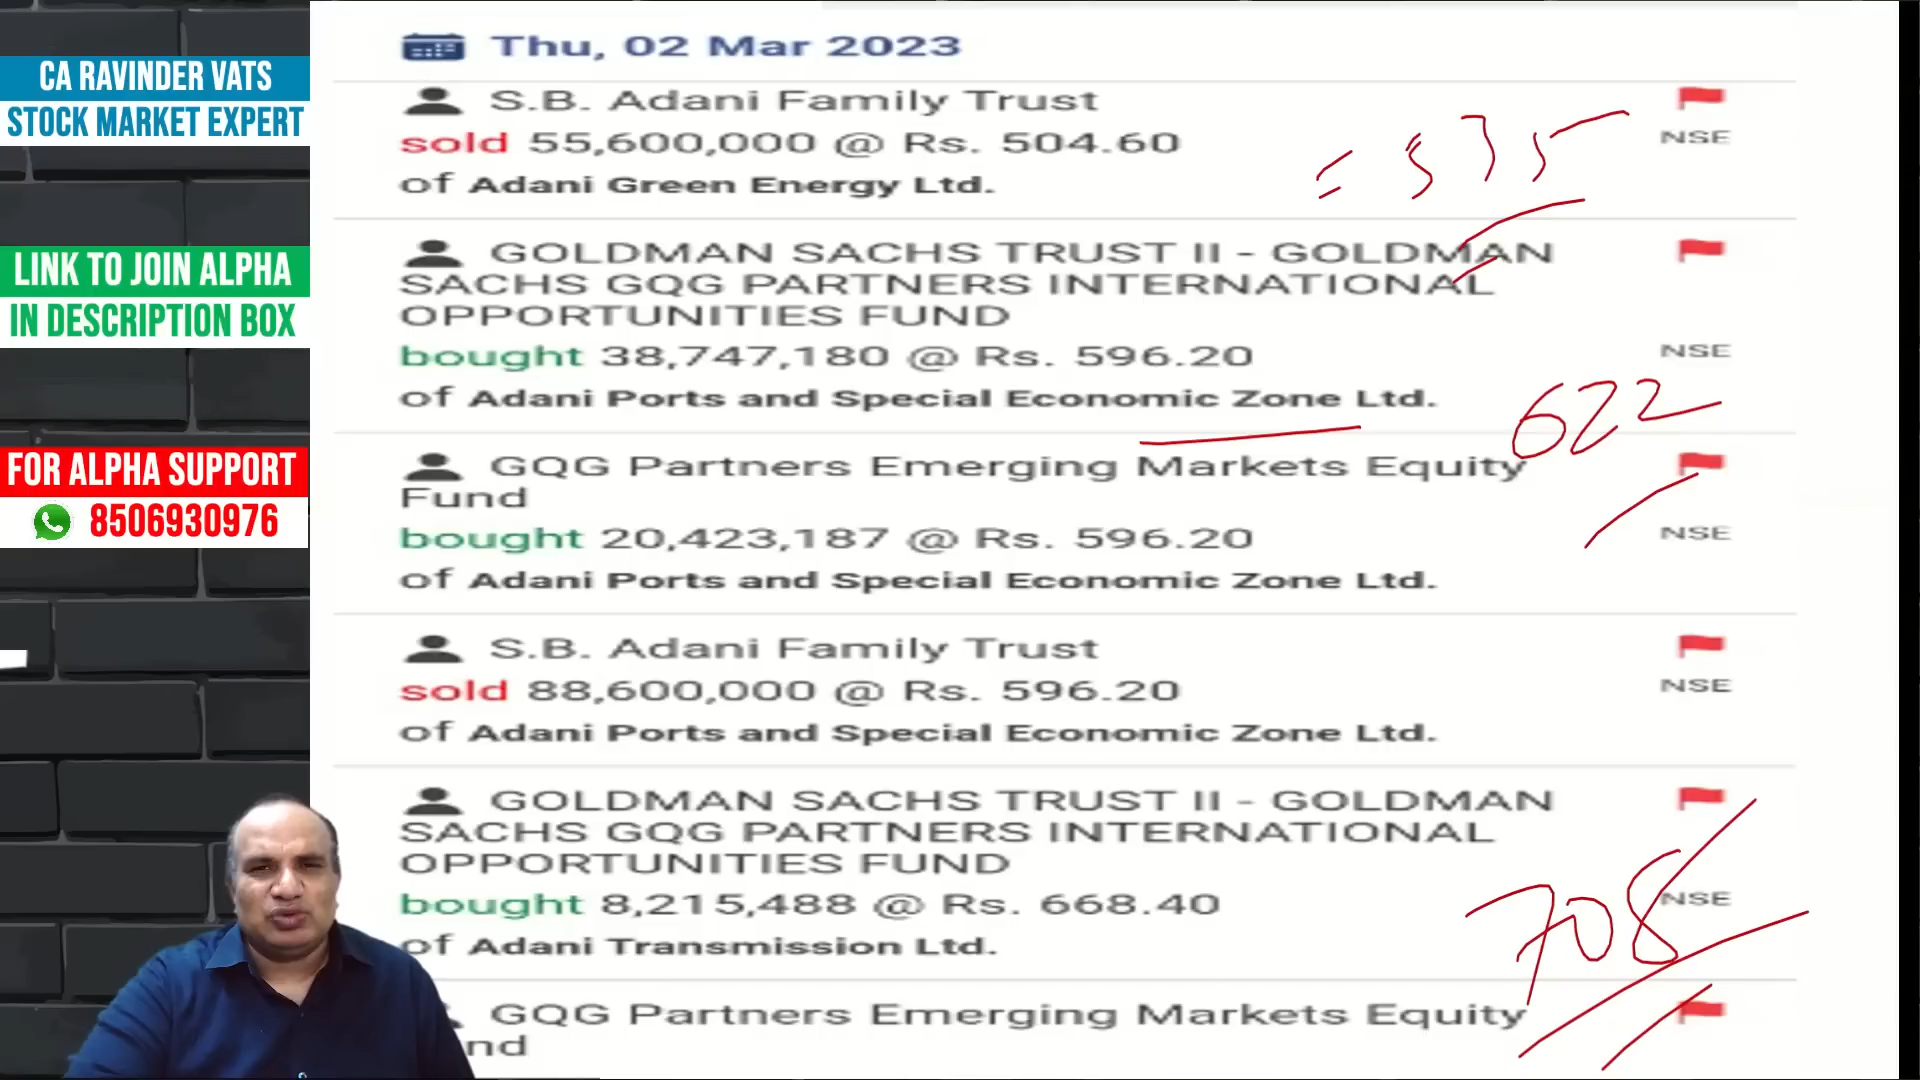 CA RAVINDER VATS
STOCK MARKET EXPERT
LINK TO JOIN ALPHA
IN DESCRIPTION BOX
FOR ALPHA SUPPORT
8506930976
Thu, 02 Mar 2023
S.B. Adani Family Trust
sold 55,600,000 @ Rs. 504.60
NSE
of Adani Green Energy Ltd.
= 535
GOLDMAN SACHS TRUST II - GOLDMAN
SACHS GQG PARTNERS INTERNATIONAL
OPPORTUNITIES FUND
bought 38,747,180 @ Rs. 596.20
NSE
of Adani Ports and Special Economic Zone Ltd.
622
GQG Partners Emerging Markets Equity
Fund
bought 20,423,187 @ Rs. 596.20
NSE
of Adani Ports and Special Economic Zone Ltd.
S.B. Adani Family Trust
sold 88,600,000 @ Rs. 596.20
NSE
of Adani Ports and Special Economic Zone Ltd.
GOLDMAN SACHS TRUST II - GOLDMAN
SACHS GQG PARTNERS INTERNATIONAL
OPPORTUNITIES FUND
bought 8,215,488 @ Rs. 668.40
NSE
of Adani Transmission Ltd.
708
GQG Partners Emerging Markets Equity
nd